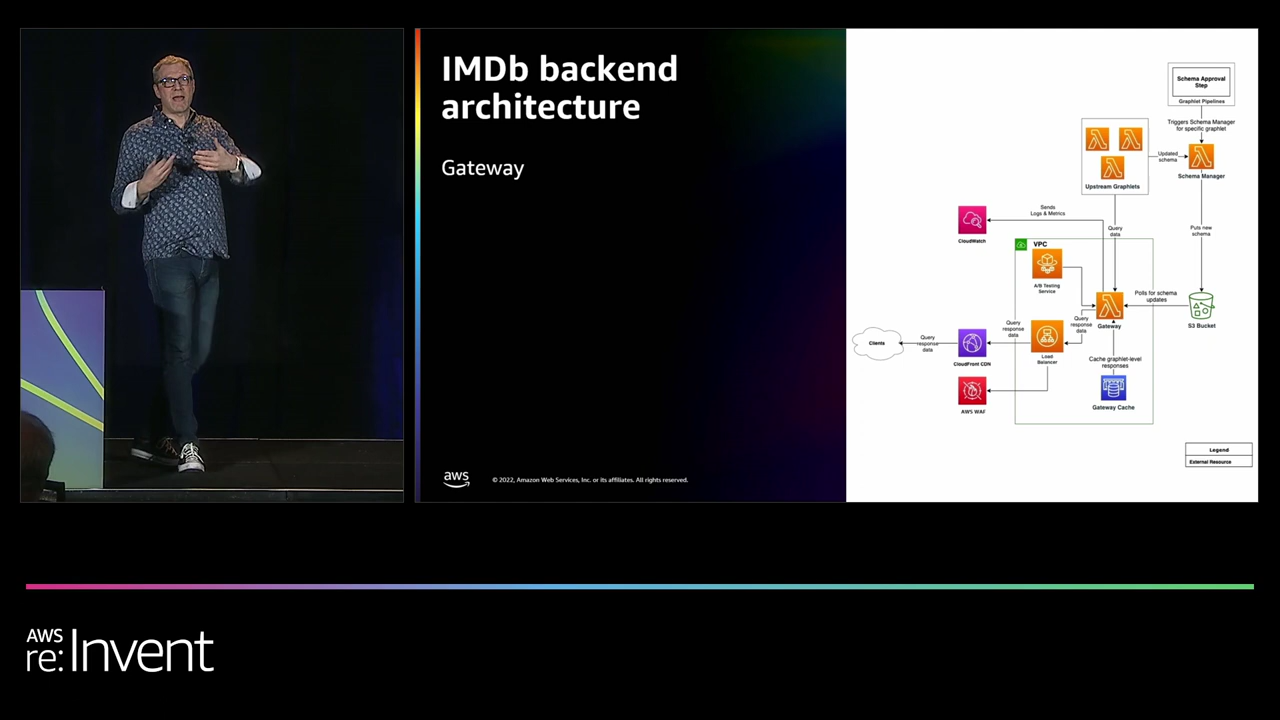 IMDb backend
architecture
Gateway
aws
© 2022, Amazon Web Services, Inc. or its affiliates. All rights reserved.
Schema Approval
Step
Graphlet Pipelines
Triggers Schema Manager
for specific graphlet
Updated
schema
Schema Manager
Upstream Graphlets
Sends
Logs & Metrics
CloudWatch
Query
data
Puts new
schema
VPC
A/B Testing
Service
Polls for schema
updates
Gateway
S3 Bucket
Query
response
data
Query
response
data
Clients
Query
response
data
CloudFront CDN
Load
Balancer
Cache graphlet-level
responses
AWS WAF
Gateway Cache
Legend
External Resource
AWS
re:Invent